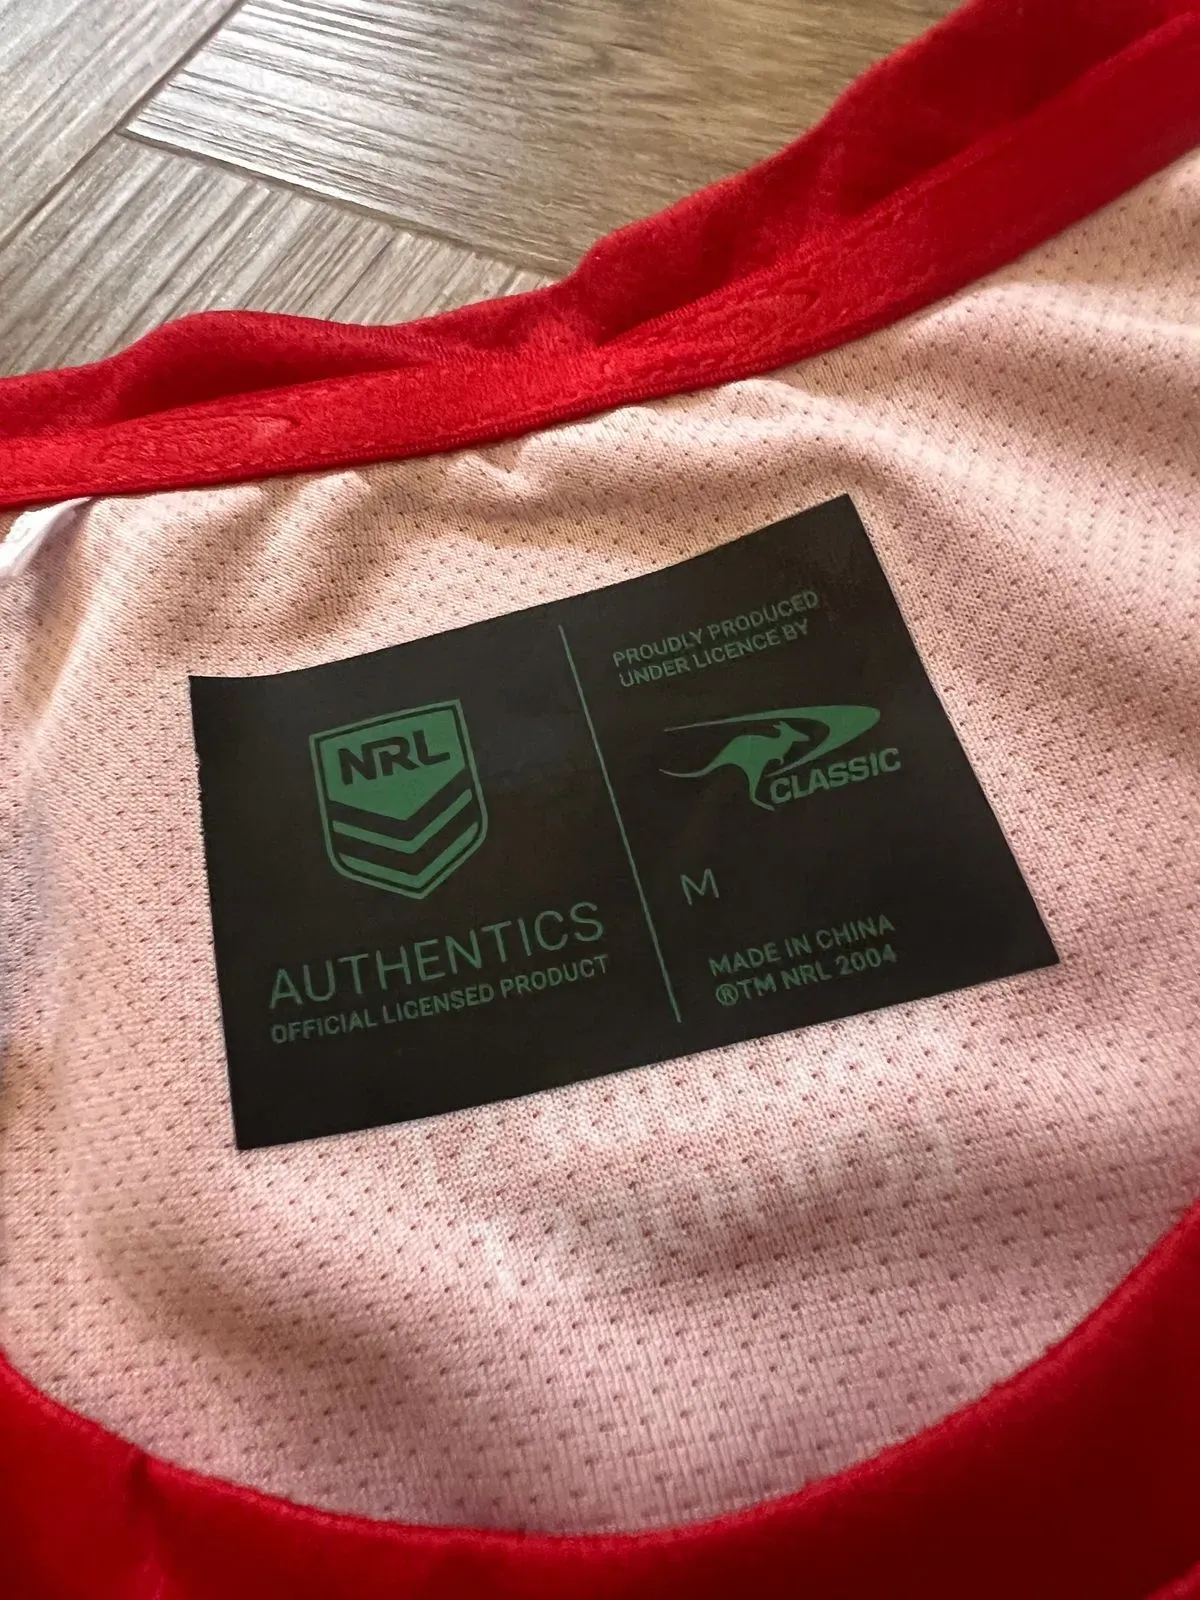 NRL
AUTHENTICS
OFFICIAL LICENSED PRODUCT
PROUDLY PRODUCED
UNDER LICENCE BY
CLASSIC
M
MADE IN CHINA
®TM NRL 2004